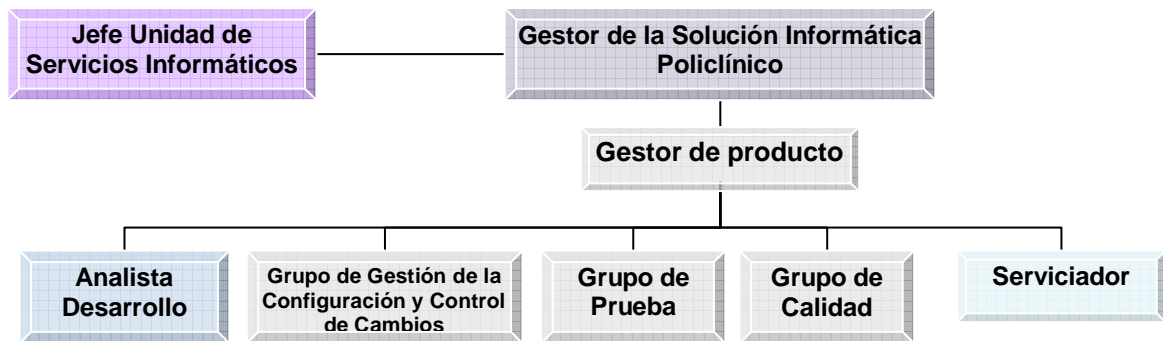 Jefe Unidad de
Servicios Informáticos
Gestor de la Solución Informática
Policlínico
Gestor de producto
Analista
Desarrollo
Grupo de Gestión de la
Configuración y Control
de Cambios
Grupo de
Prueba
Grupo de
Calidad
Serviciador